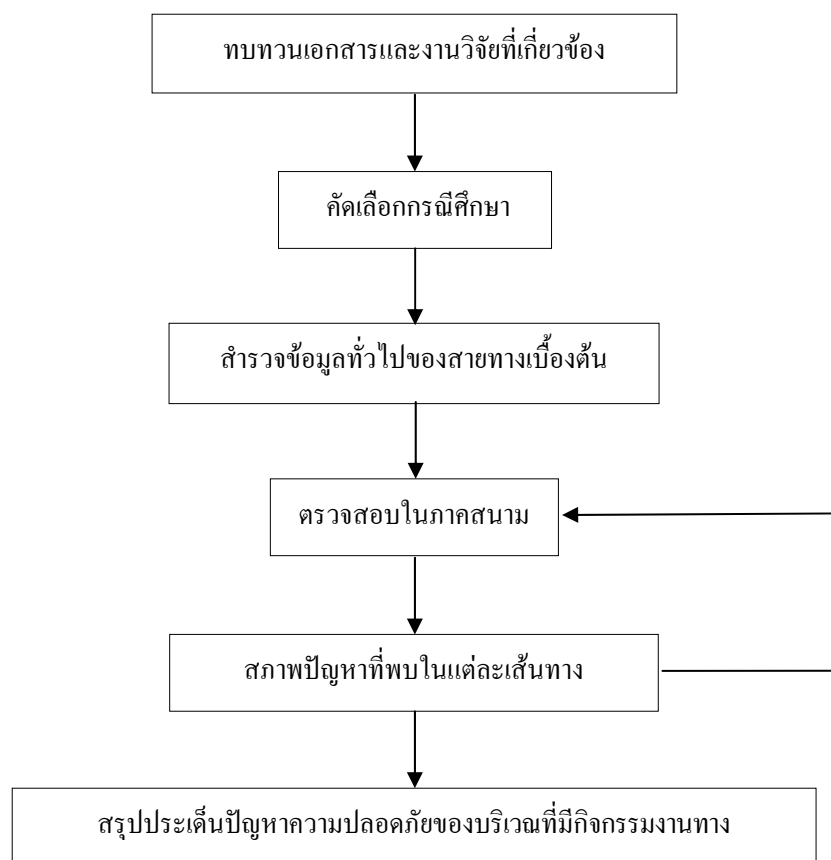 ทบทวนเอกสารและงานวิจัยที่เกี่ยวข้อง
คัดเลือกกรณีศึกษา
สำรวจข้อมูลทั่วไปของสายทางเบื้องต้น
ตรวจสอบในภาคสนาม
สภาพปัญหาที่พบในแต่ละเส้นทาง
สรุปประเด็นปัญหาความปลอดภัยของบริเวณที่มีกิจกรรมงานทาง